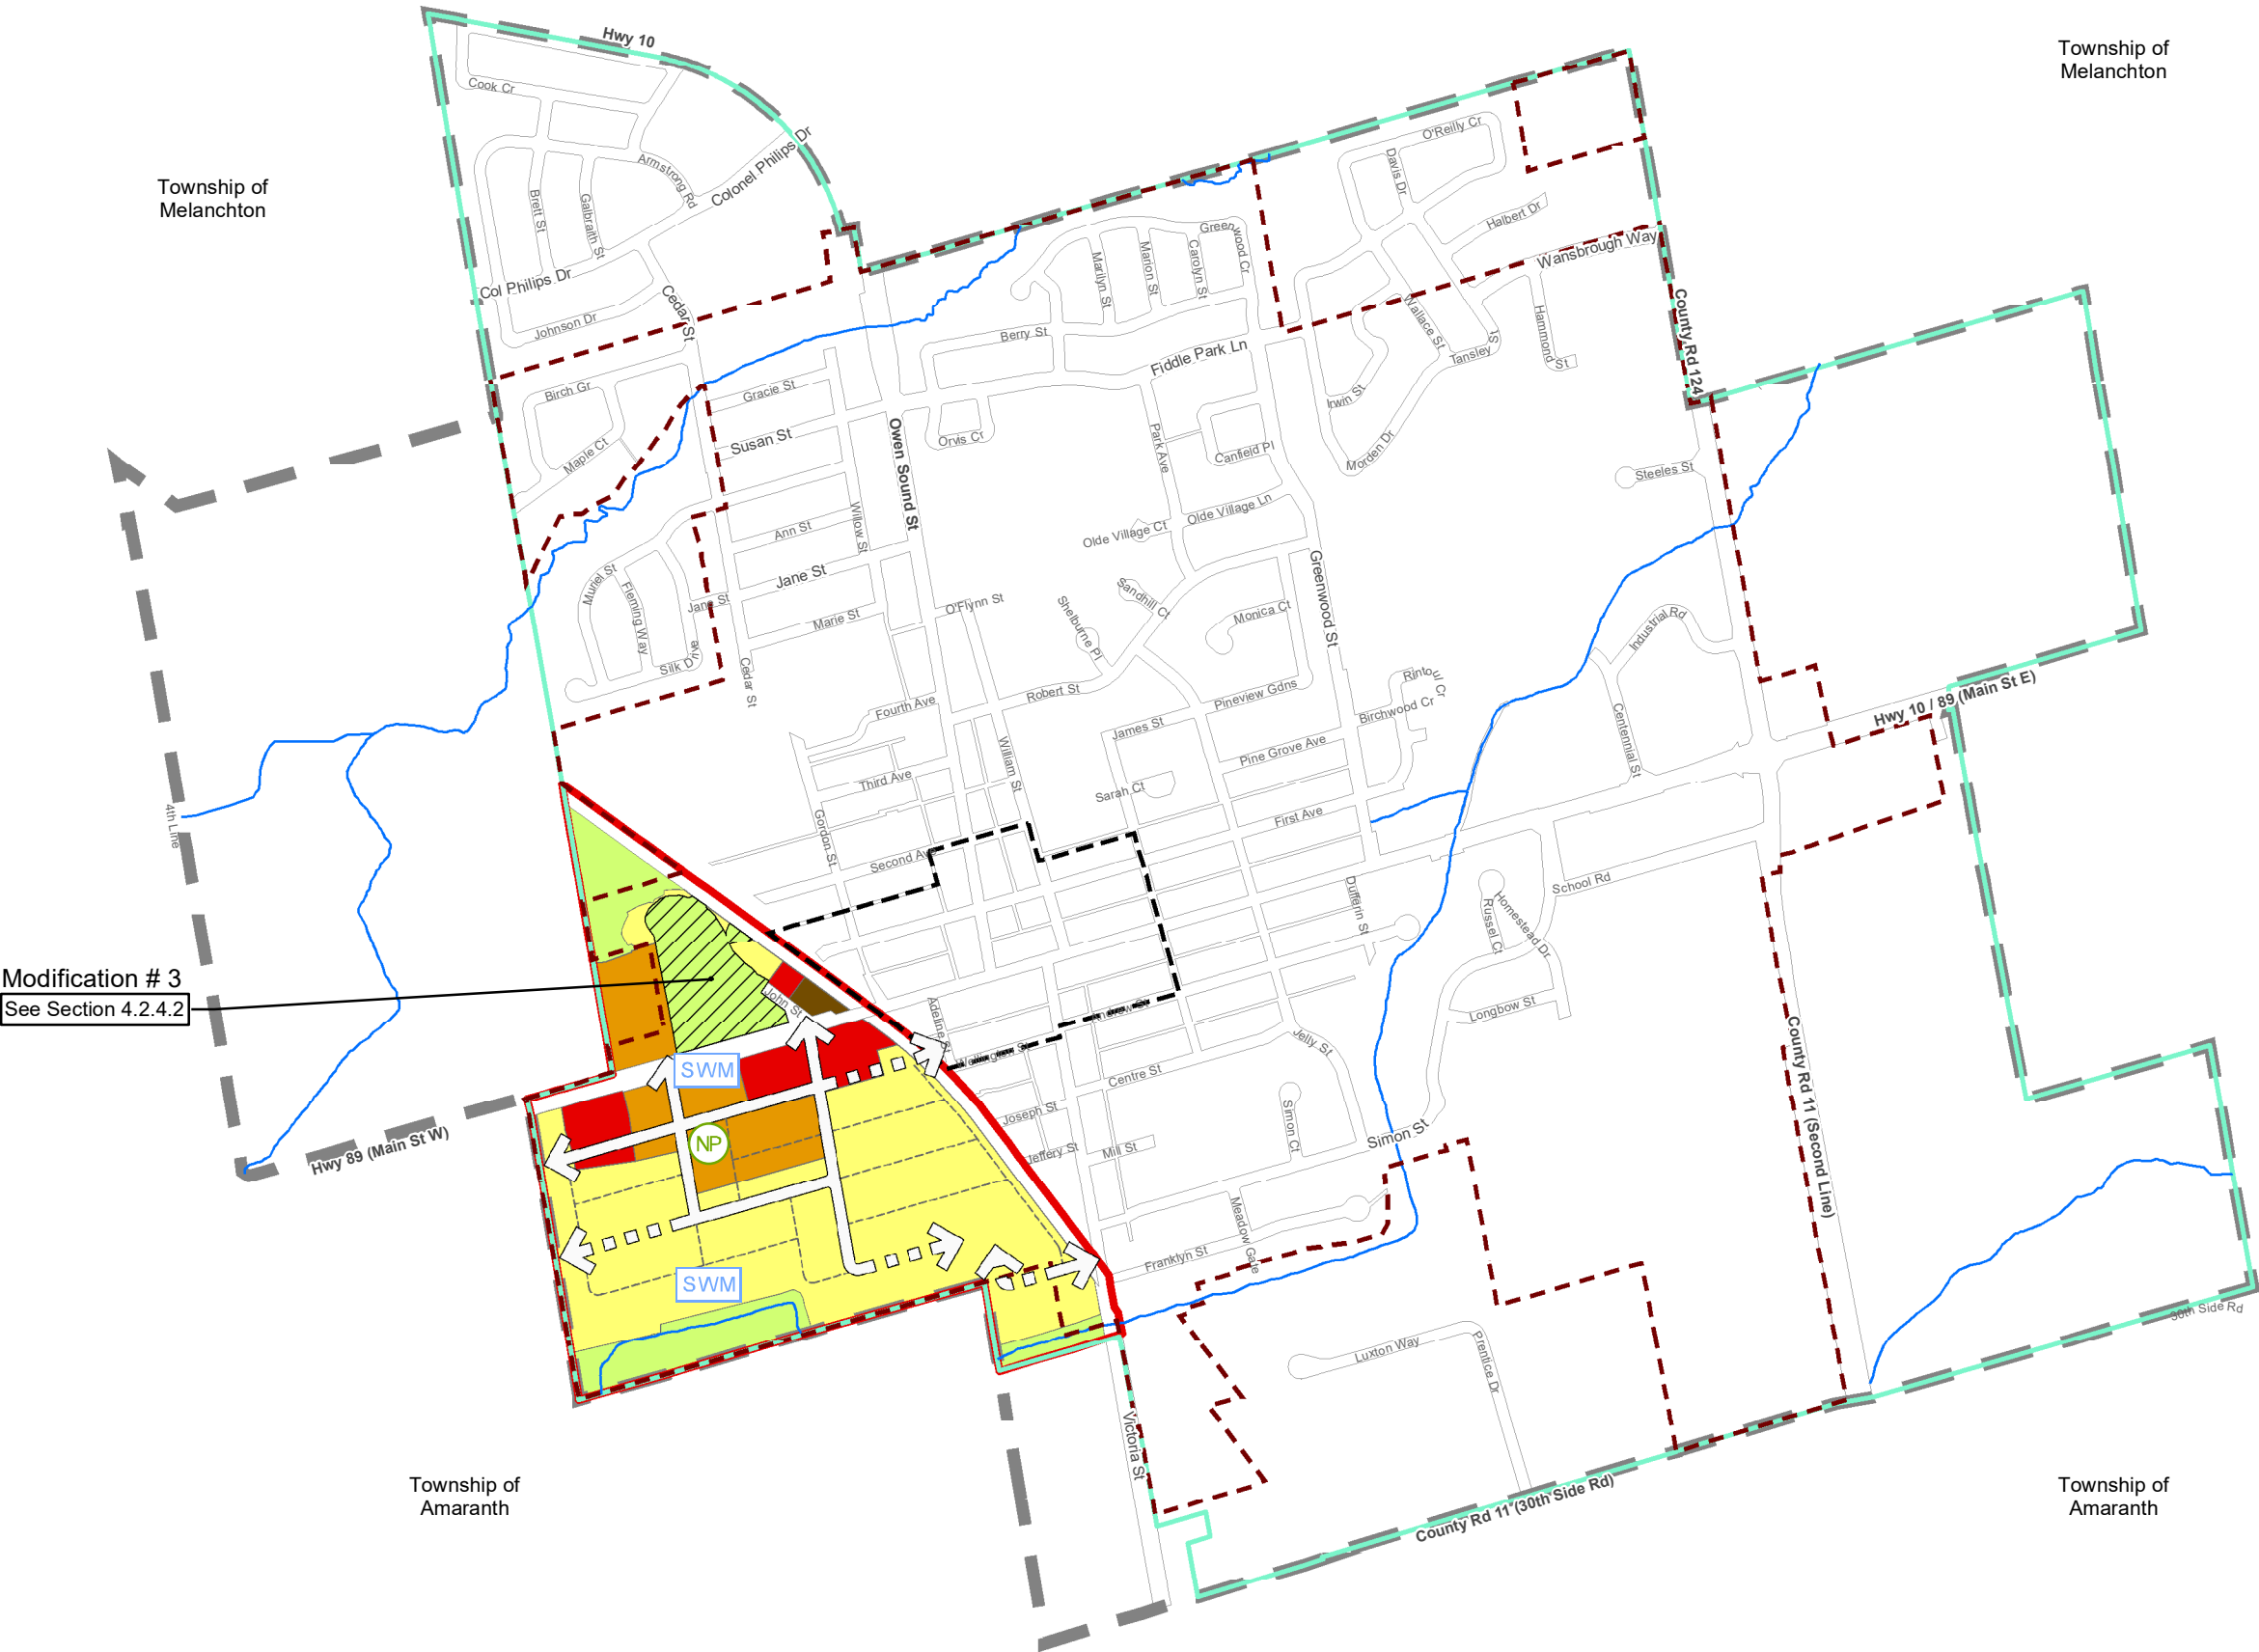 Hwy 10
Township of
Melanchton
Township of
Melanchton
Township of
Melanchton
Cook Cr
Armstrong Rd
Colonel Philips Dr
Brett St
Galbraith St
Col Philips Dr
Johnson Dr
Cedar St
O'Reilly Cr
Davis Dr
Halbert Dr
Wansbrough Way
Greenwood Cr
Marilyn St
Marion St
Carolyn St
Berry St
Fiddle Park Ln
Wallace St
Tansley St
Hammond St
County Rd 124
Birch Gr
Maple Ct
Gracie St
Susan St
Orvis Cr
Owen Sound St
Park Ave
Canfield Pl
Irwin St
Morden Dr
Steeles St
Willow St
Ann St
Jane St
Jane St
Marie St
Olde Village Ct
Olde Village Ln
Greenwood St
Muriel St
Fleming Way
Silk Drive
Cedar St
O'Flynn St
Shelburne Pl
Sandhill Ct
Monica Ct
Industrial Rd
Robert St
Fourth Ave
Pineview Gdns
Rintoul Cr
Birchwood Cr
James St
Pine Grove Ave
Centennial St
Hwy 10 / 89 (Main St E)
William St
Third Ave
Sarah Ct
First Ave
Gordon St
Second Ave
4th Line
School Rd
Dufferin St
Russel Ct
Homestead Dr
Longbow St
Modification # 3
See Section 4.2.4.2
John St
Adeline St
Andrew St
Wellington St
Jelly St
SWM
Centre St
Joseph St
Jeffery St
Mill St
Simon Ct
Simon St
County Rd 11 (Second Line)
Hwy 89 (Main St W)
NP
Meadow Gate
Franklyn St
SWM
30th Side Rd
Luxton Way
Prentice Dr
Victoria St
County Rd 11 (30th Side Rd)
Township of
Amaranth
Township of
Amaranth